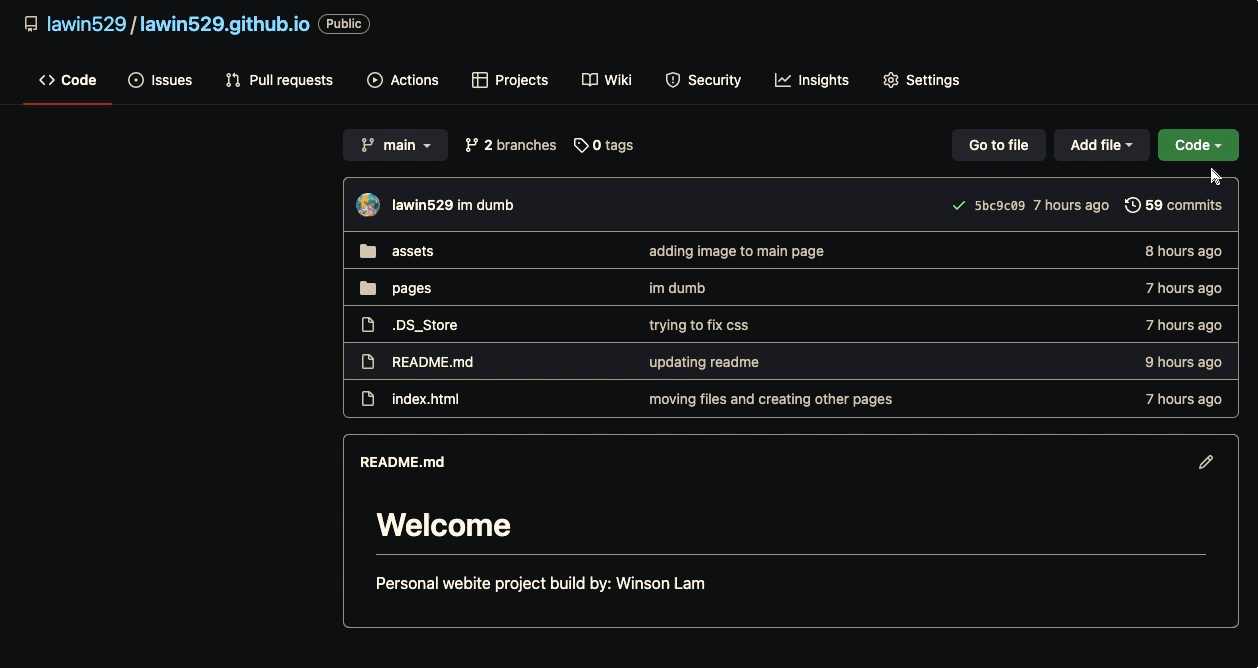 lawin529 / lawin529.github.io Public
<> Code Issues Pull requests Actions Projects Wiki Security Insights Settings
main 2 branches 0 tags Go to file Add file Code
lawin529 im dumb 5bc9c09 7 hours ago 59 commits
assets adding image to main page 8 hours ago
pages im dumb 7 hours ago
.DS_Store trying to fix css 7 hours ago
README.md updating readme 9 hours ago
index.html moving files and creating other pages 7 hours ago
README.md
Welcome
Personal webite project build by: Winson Lam